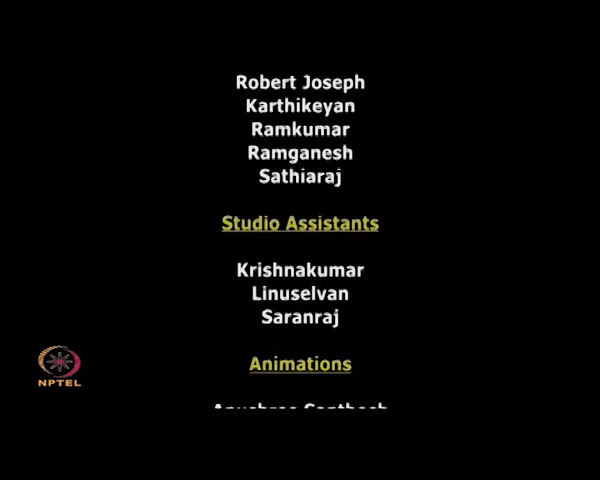 Robert Joseph
Karthikeyan
Ramkumar
Ramganesh
Sathiaraj
Studio Assistants
Krishnakumar
Linuselvan
Saranraj
Animations
NPTEL